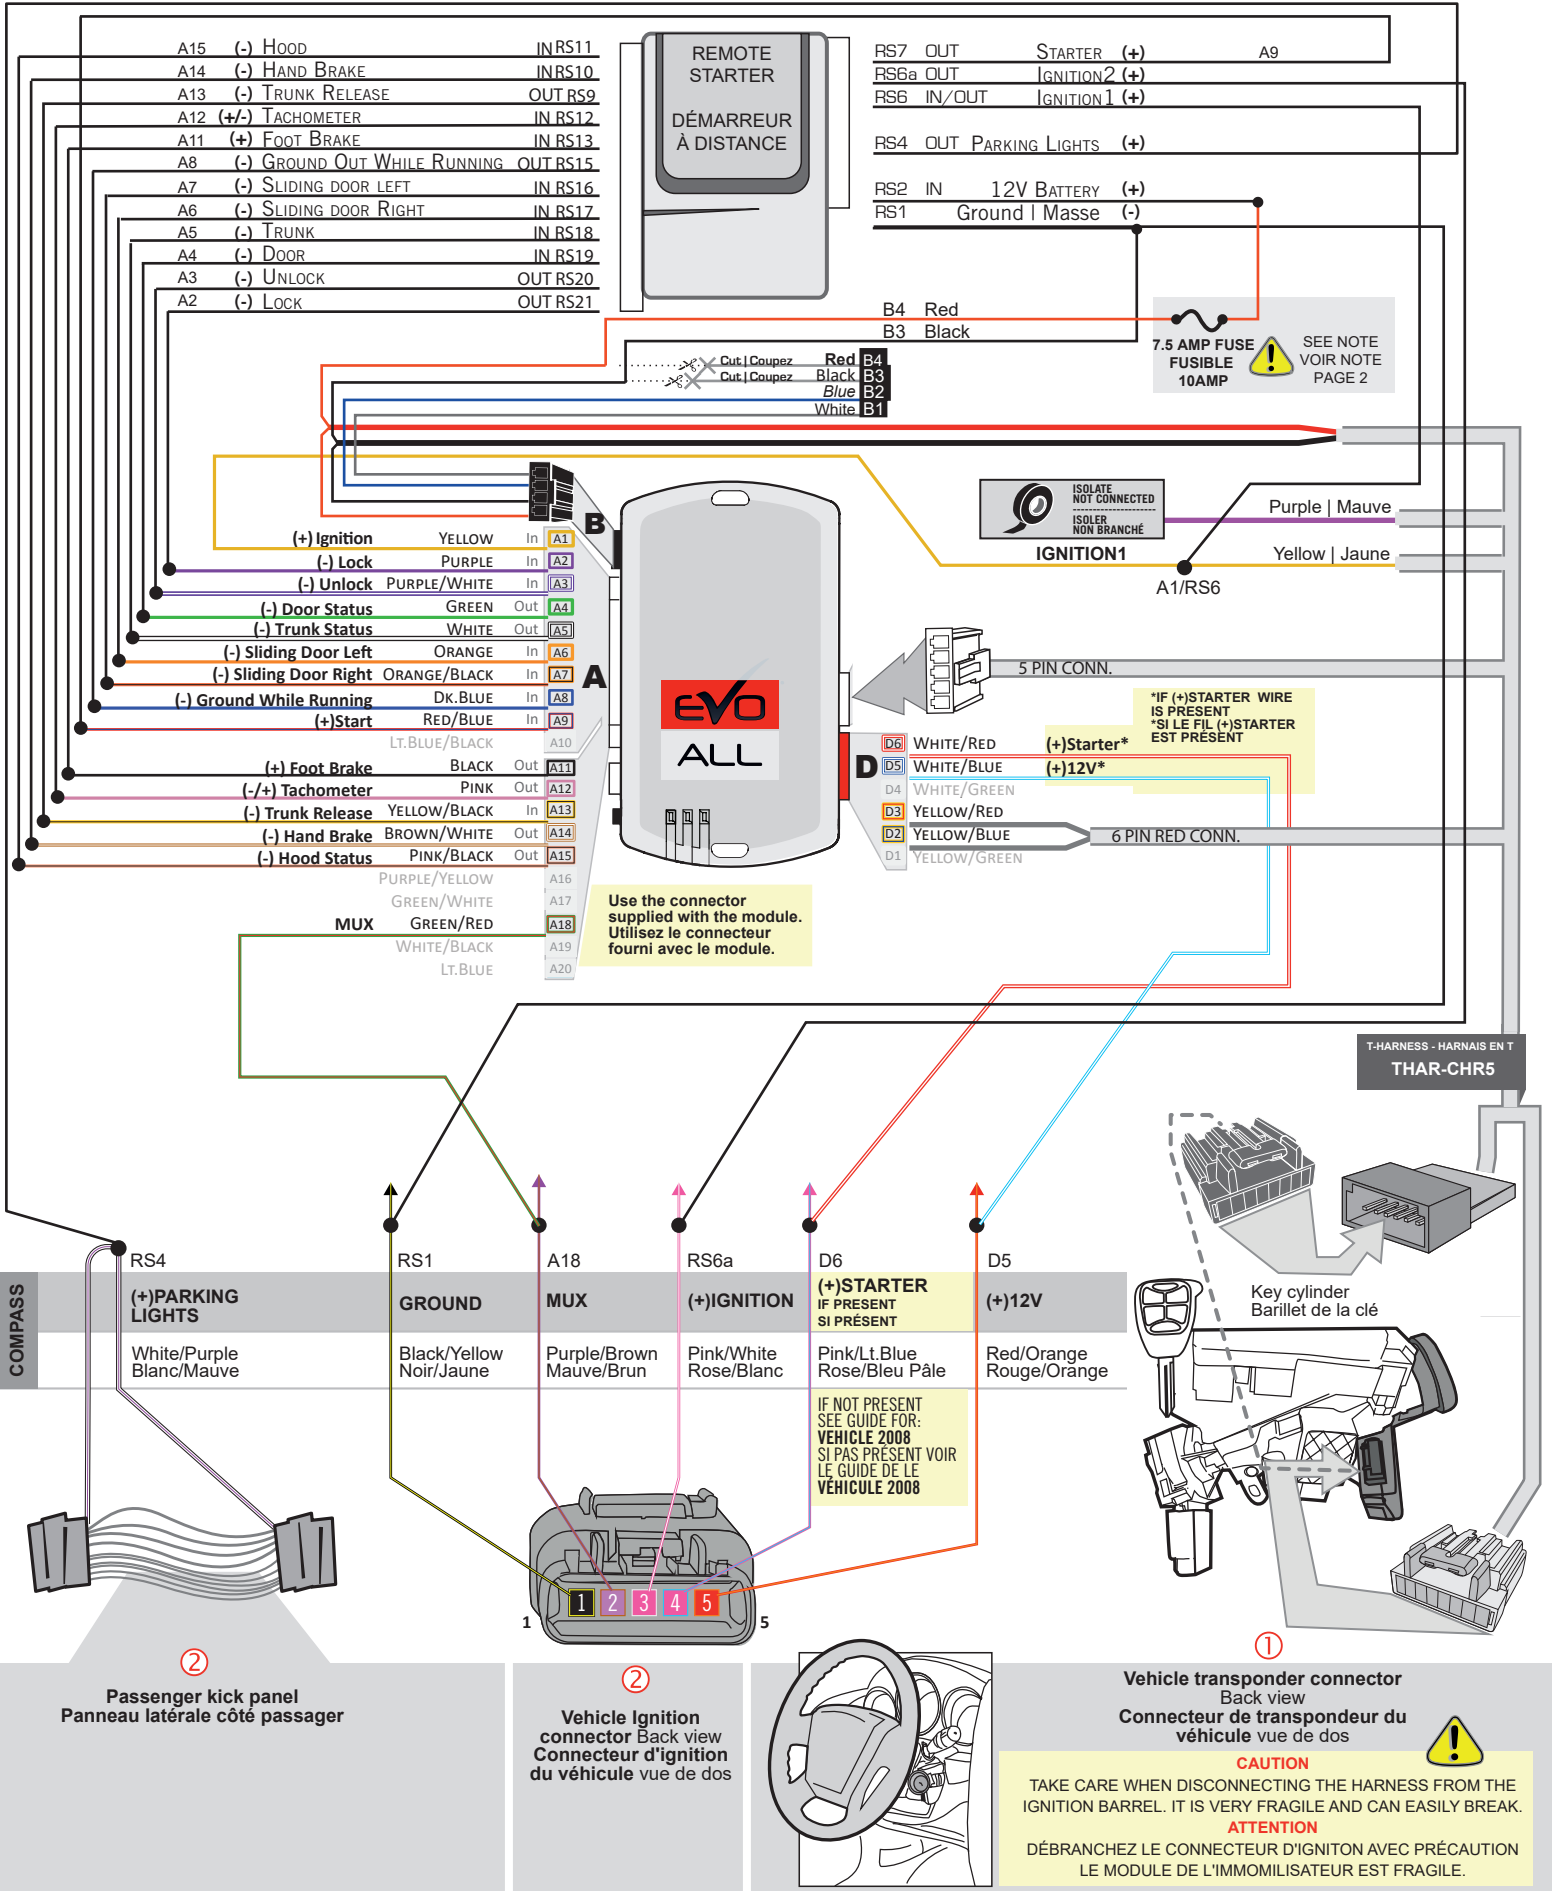 A15 (-) HOOD IN RS11
A14 (-) HAND BRAKE IN RS10
A13 (-) TRUNK RELEASE OUT RS9
A12 (+/-) TACHOMETER IN RS12
A11 (+) FOOT BRAKE IN RS13
A8 (-) GROUND OUT WHILE RUNNING OUT RS15
A7 (-) SLIDING DOOR LEFT IN RS16
A6 (-) SLIDING DOOR RIGHT IN RS17
A5 (-) TRUNK IN RS18
A4 (-) DOOR IN RS19
A3 (-) UNLOCK OUT RS20
A2 (-) LOCK OUT RS21
REMOTE
STARTER
DÉMARREUR
À DISTANCE
RS7 OUT STARTER (+) A9
RS6a OUT IGNITION2 (+)
RS6 IN/OUT IGNITION1 (+)
RS4 OUT PARKING LIGHTS (+)
RS2 IN 12V BATTERY (+)
RS1 Ground | Masse (-)
B4 Red
B3 Black
7.5 AMP FUSE
FUSIBLE
10AMP
SEE NOTE
VOIR NOTE
PAGE 2
Cut | Coupez Red B4
Cut | Coupez Black B3
Blue B2
White B1
ISOLATE
NOT CONNECTED
ISOLER
NON BRANCHÉ
Purple | Mauve
IGNITION1
Yellow | Jaune
A1/RS6
B
A
(+) Ignition YELLOW In A1
(-) Lock PURPLE In A2
(-) Unlock PURPLE/WHITE In A3
(-) Door Status GREEN Out A4
(-) Trunk Status WHITE Out A5
(-) Sliding Door Left ORANGE In A6
(-) Sliding Door Right ORANGE/BLACK In A7
(-) Ground While Running DK.BLUE In A8
(+)Start RED/BLUE In A9
LT.BLUE/BLACK A10
(+) Foot Brake BLACK Out A11
(-/+) Tachometer PINK Out A12
(-) Trunk Release YELLOW/BLACK In A13
(-) Hand Brake BROWN/WHITE Out A14
(-) Hood Status PINK/BLACK Out A15
PURPLE/YELLOW A16
GREEN/WHITE A17
MUX GREEN/RED A18
WHITE/BLACK A19
LT.BLUE A20
EVO
ALL
5 PIN CONN.
*IF (+)STARTER WIRE
IS PRESENT
*SI LE FIL (+)STARTER
EST PRÉSENT
D
D6 WHITE/RED (+)Starter*
D5 WHITE/BLUE (+)12V*
D4 WHITE/GREEN
D3 YELLOW/RED
D2 YELLOW/BLUE
D1 YELLOW/GREEN
6 PIN RED CONN.
Use the connector
supplied with the module.
Utilisez le connecteur
fourni avec le module.
T-HARNESS - HARNAIS EN T
THAR-CHR5
Key cylinder
Barillet de la clé
COMPASS
RS4 RS1 A18 RS6a D6 D5
(+)PARKING
LIGHTS
GROUND
MUX
(+)IGNITION
(+)STARTER
IF PRESENT
SI PRÉSENT
(+)12V
White/Purple
Blanc/Mauve
Black/Yellow
Noir/Jaune
Purple/Brown
Mauve/Brun
Pink/White
Rose/Blanc
Pink/Lt.Blue
Rose/Bleu Pâle
Red/Orange
Rouge/Orange
IF NOT PRESENT
SEE GUIDE FOR:
VEHICLE 2008
SI PAS PRÉSENT VOIR
LE GUIDE DE LE
VÉHICULE 2008
1 2 3 4 5
1 5
2
Passenger kick panel
Panneau latérale côté passager
2
Vehicle Ignition
connector Back view
Connecteur d'ignition
du véhicule vue de dos
1
Vehicle transponder connector
Back view
Connecteur de transpondeur du
véhicule vue de dos
CAUTION
TAKE CARE WHEN DISCONNECTING THE HARNESS FROM THE
IGNITION BARREL. IT IS VERY FRAGILE AND CAN EASILY BREAK.
ATTENTION
DÉBRANCHEZ LE CONNECTEUR D'IGNITON AVEC PRÉCAUTION
LE MODULE DE L'IMMOMILISATEUR EST FRAGILE.